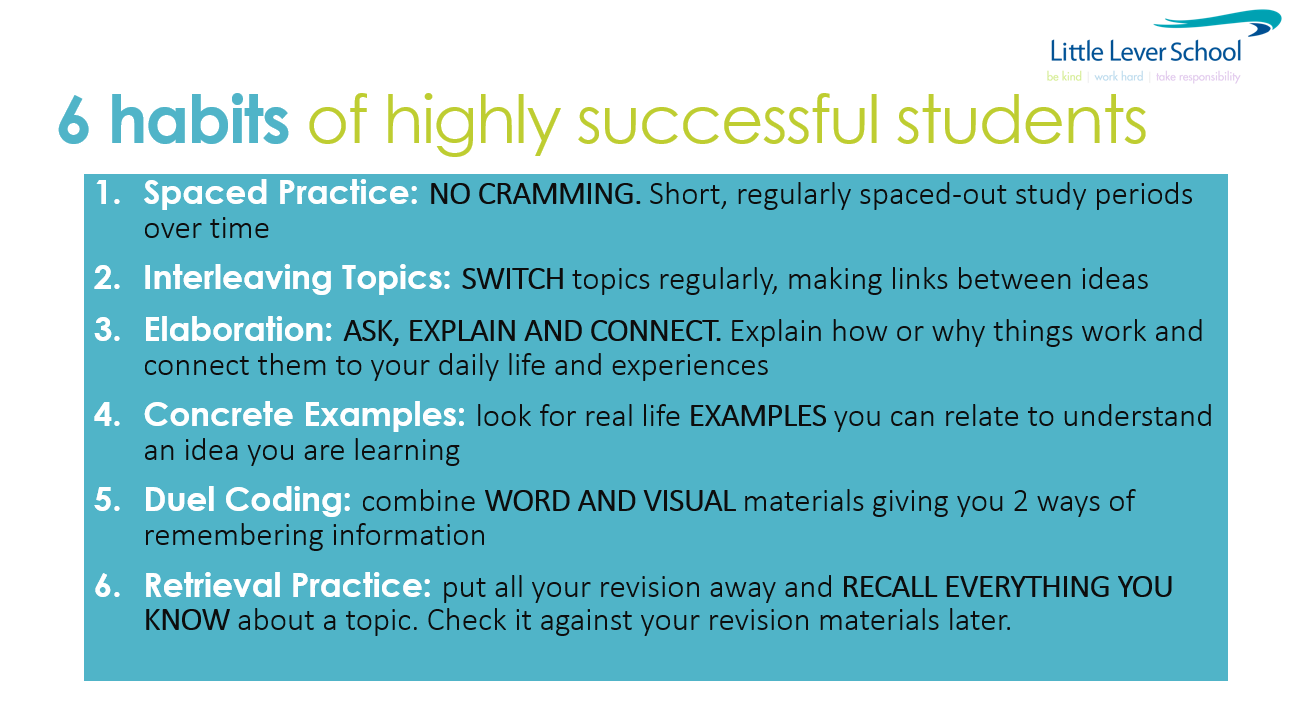 Little Lever School
be kind | work hard | take responsibility
6 habits of highly successful students
1. Spaced Practice: NO CRAMMING. Short, regularly spaced-out study periods
over time
2. Interleaving Topics: SWITCH topics regularly, making links between ideas
3. Elaboration: ASK, EXPLAIN AND CONNECT. Explain how or why things work and
connect them to your daily life and experiences
4. Concrete Examples: look for real life EXAMPLES you can relate to understand
an idea you are learning
5. Duel Coding: combine WORD AND VISUAL materials giving you 2 ways of
remembering information
6. Retrieval Practice: put all your revision away and RECALL EVERYTHING YOU
KNOW about a topic. Check it against your revision materials later.